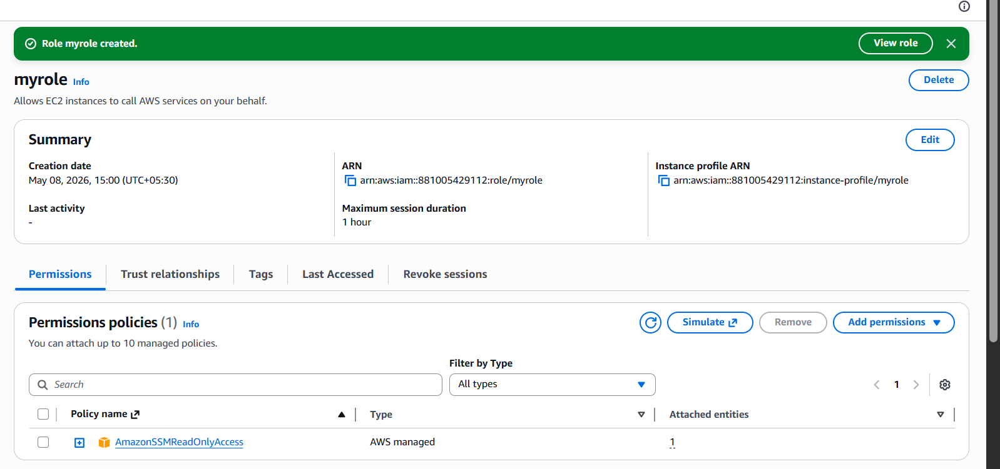 Role myrole created.
View role
myrole Info
Delete
Allows EC2 instances to call AWS services on your behalf.
Summary
Edit
Creation date
May 08, 2026, 15:00 (UTC+05:30)
ARN
arn:aws:iam::881005429112:role/myrole
Instance profile ARN
arn:aws:iam::881005429112:instance-profile/myrole
Last activity
-
Maximum session duration
1 hour
Permissions
Trust relationships
Tags
Last Accessed
Revoke sessions
Permissions policies (1) Info
Simulate
Remove
Add permissions
You can attach up to 10 managed policies.
Filter by Type
Search
All types
1
Policy name
Type
Attached entities
AmazonSSMReadOnlyAccess
AWS managed
1